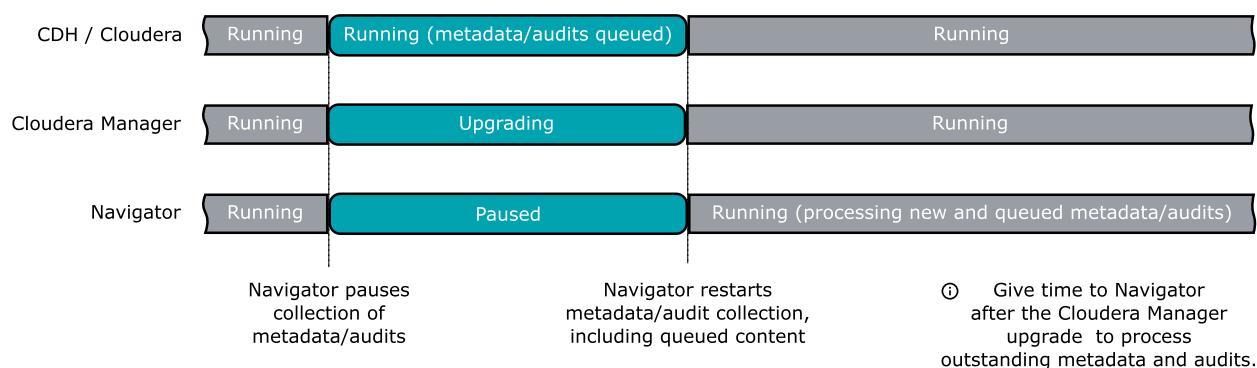 CDH / Cloudera Running Running (metadata/audits queued) Running
Cloudera Manager Running Upgrading Running
Navigator Running Paused Running (processing new and queued metadata/audits)
Navigator pauses
collection of
metadata/audits
Navigator restarts
metadata/audit collection,
including queued content
Give time to Navigator
after the Cloudera Manager
upgrade to process
outstanding metadata and audits.